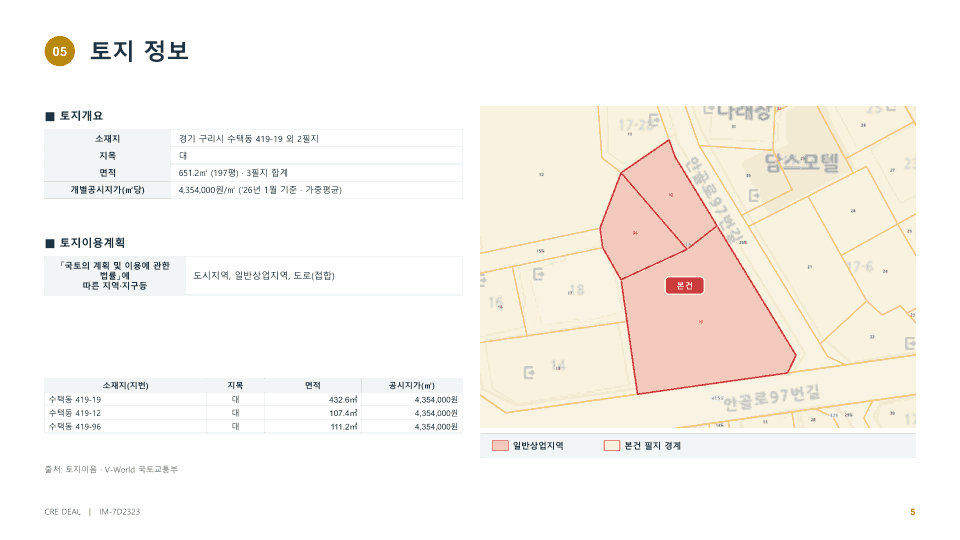 05 토지 정보
■ 토지개요
소재지 경기 구리시 수택동 419-19 외 2필지
지목 대
면적 651.2㎡ (197평) · 3필지 합계
개별공시지가(㎡당) 4,354,000원/㎡ ('26년 1월 기준 · 가중평균)
■ 토지이용계획
「국토의 계획 및 이용에 관한
법률」에
따른 지역·지구등
도시지역, 일반상업지역, 도로(접합)
소재지(지번) 지목 면적 공시지가(㎡)
수택동 419-19 대 432.6㎡ 4,354,000원
수택동 419-12 대 107.4㎡ 4,354,000원
수택동 419-96 대 111.2㎡ 4,354,000원
출처: 토지이음 · V-World 국토교통부
나래장
17-28
담스모텔
안골로97번길
17-6
본건
16
18
14
안골로97번길
일반상업지역
본건 필지 경계
CRE DEAL | IM-7D2323
5